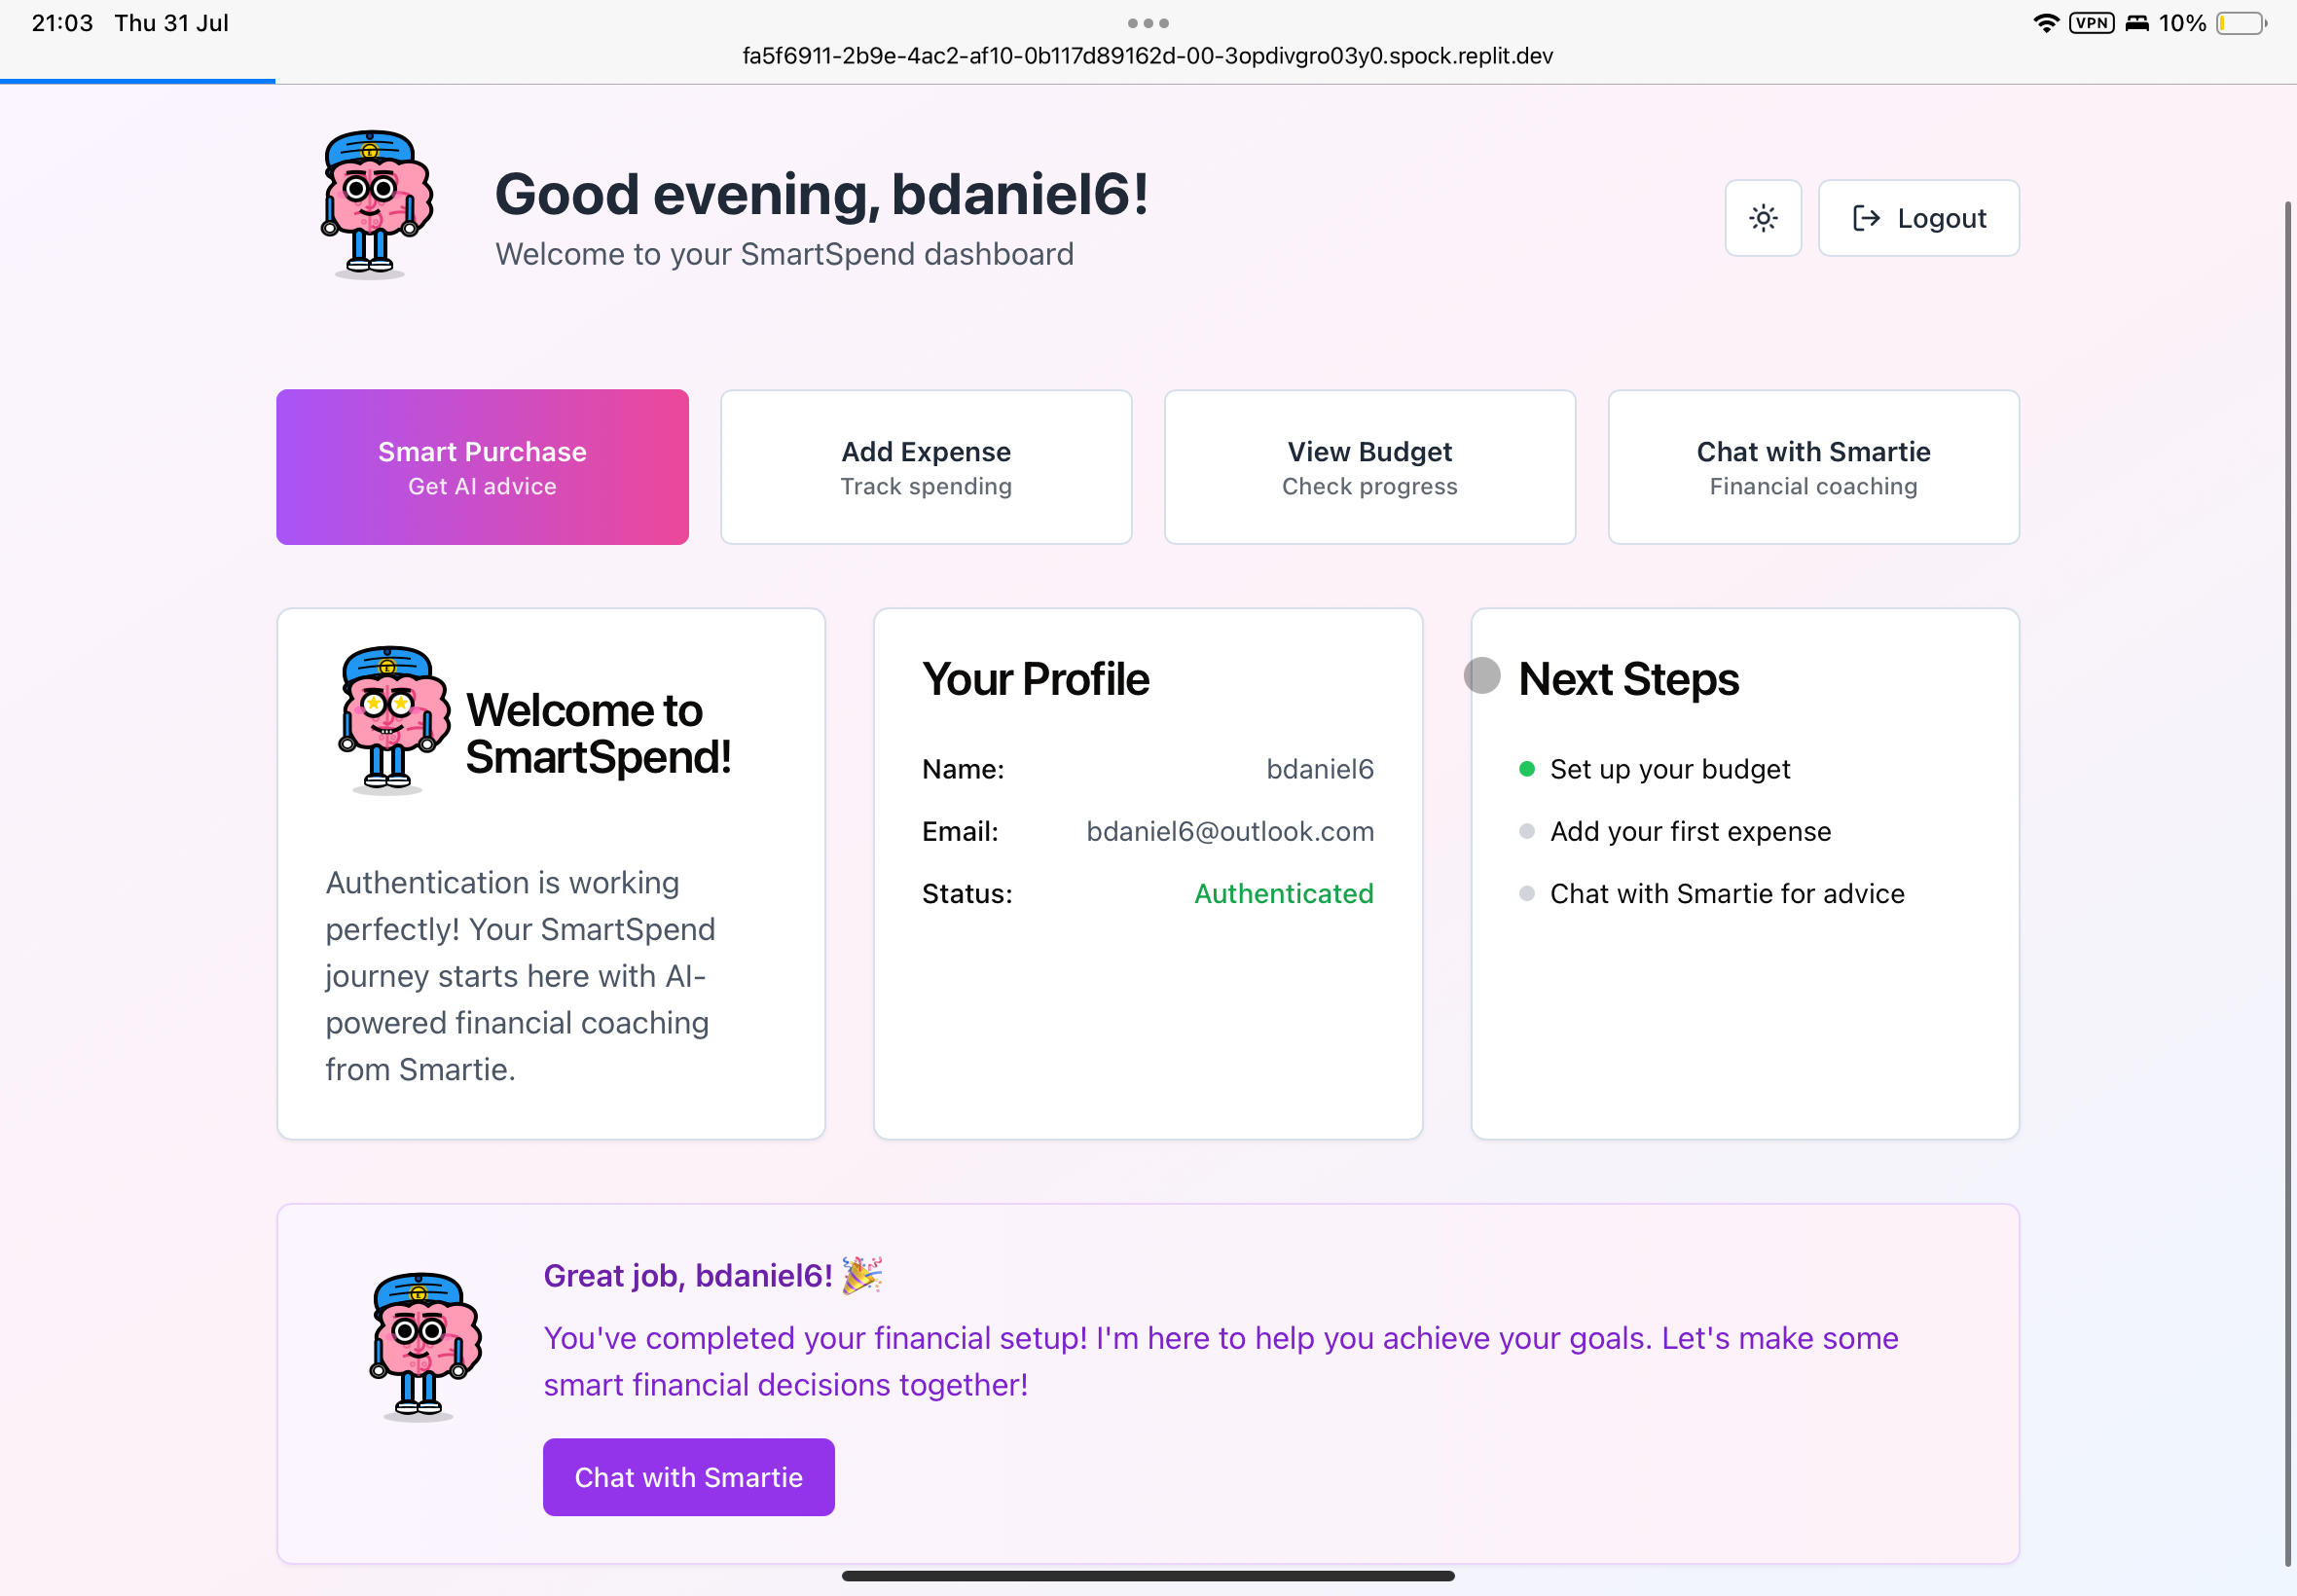 21:03 Thu 31 Jul
VPN 10%
fa5f6911-2b9e-4ac2-af10-0b117d89162d-00-3opdivgro03y0.spock.replit.dev
Good evening, bdaniel6!
Welcome to your SmartSpend dashboard
Logout
Smart Purchase
Get AI advice
Add Expense
Track spending
View Budget
Check progress
Chat with Smartie
Financial coaching
Welcome to
SmartSpend!
Authentication is working
perfectly! Your SmartSpend
journey starts here with AI-
powered financial coaching
from Smartie.
Your Profile
Name: bdaniel6
Email: bdaniel6@outlook.com
Status: Authenticated
Next Steps
Set up your budget
Add your first expense
Chat with Smartie for advice
Great job, bdaniel6! 🎉
You've completed your financial setup! I'm here to help you achieve your goals. Let's make some
smart financial decisions together!
Chat with Smartie